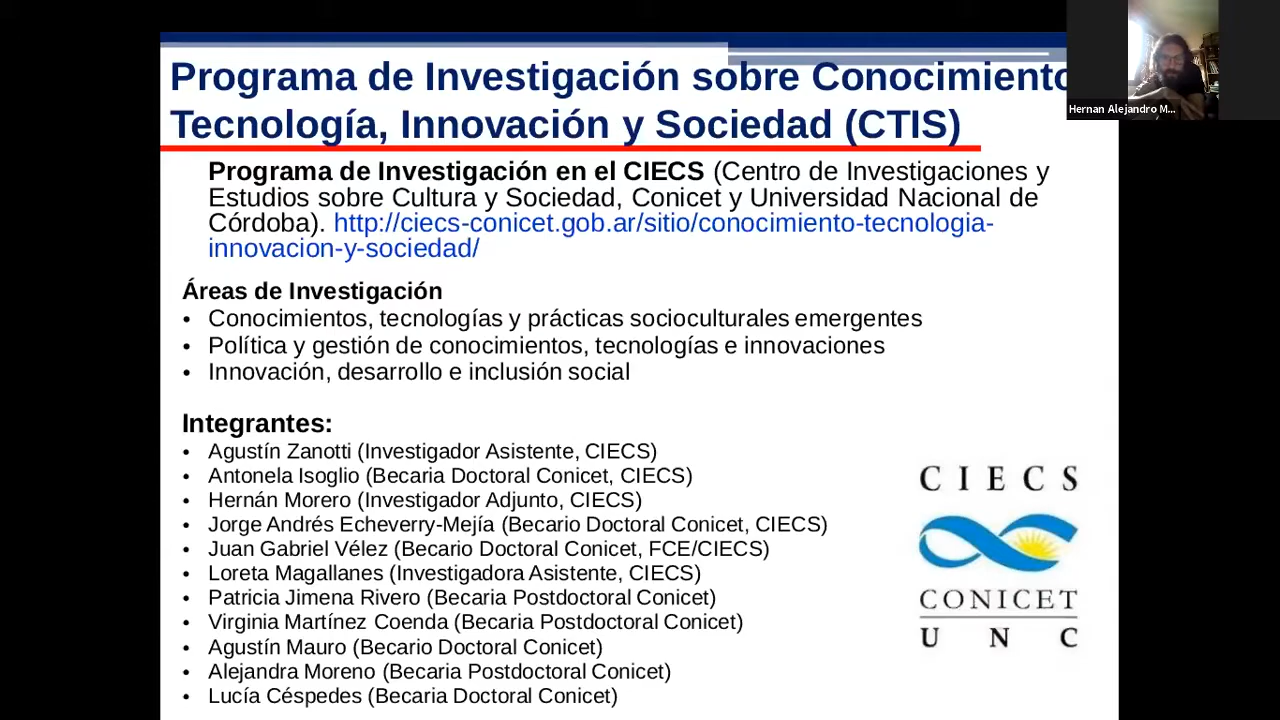 Programa de Investigación sobre Conocimiento
Tecnología, Innovación y Sociedad (CTIS)
Hernan Alejandro M...
Programa de Investigación en el CIECS (Centro de Investigaciones y
Estudios sobre Cultura y Sociedad, Conicet y Universidad Nacional de
Córdoba). http://ciecs-conicet.gob.ar/sitio/conocimiento-tecnologia-
innovacion-y-sociedad/
Áreas de Investigación
• Conocimientos, tecnologías y prácticas socioculturales emergentes
• Política y gestión de conocimientos, tecnologías e innovaciones
• Innovación, desarrollo e inclusión social
Integrantes:
• Agustín Zanotti (Investigador Asistente, CIECS)
• Antonela Isoglio (Becaria Doctoral Conicet, CIECS)
• Hernán Morero (Investigador Adjunto, CIECS)
• Jorge Andrés Echeverry-Mejía (Becario Doctoral Conicet, CIECS)
• Juan Gabriel Vélez (Becario Doctoral Conicet, FCE/CIECS)
• Loreta Magallanes (Investigadora Asistente, CIECS)
• Patricia Jimena Rivero (Becaria Postdoctoral Conicet)
• Virginia Martínez Coenda (Becaria Postdoctoral Conicet)
• Agustín Mauro (Becario Doctoral Conicet)
• Alejandra Moreno (Becaria Postdoctoral Conicet)
• Lucía Céspedes (Becaria Doctoral Conicet)
CIECS
CONICET
UNC